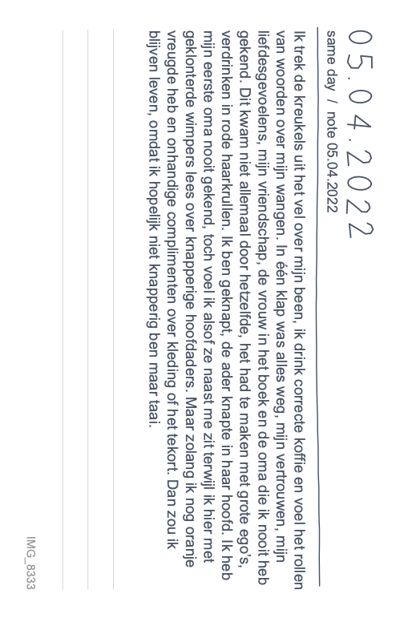 05.04.2022
same day / note 05.04.2022
Ik trek de kreukels uit het vel over mijn been, ik drink correcte koffie en voel het rollen
van woorden over mijn wangen. In één klap was alles weg, mijn vertrouwen, mijn
liefdesgevoelens, mijn vriendschap, de vrouw in het boek en de oma die ik nooit heb
gekend. Dit kwam niet allemaal door hetzelfde, het had te maken met grote ego's,
verdrinken in rode haarkrullen. Ik ben geknapt, de ader knapte in haar hoofd. Ik heb
mijn eerste oma nooit gekend, toch voel ik alsof ze naast me zit terwijl ik hier met
geklonterde wimpers lees over knapperige hoofdaders. Maar zolang ik nog oranje
vreugde heb en onhandige complimenten over kleding of het tekort. Dan zou ik
blijven leven, omdat ik hopelijk niet knapperig ben maar taai.
IMG_8333